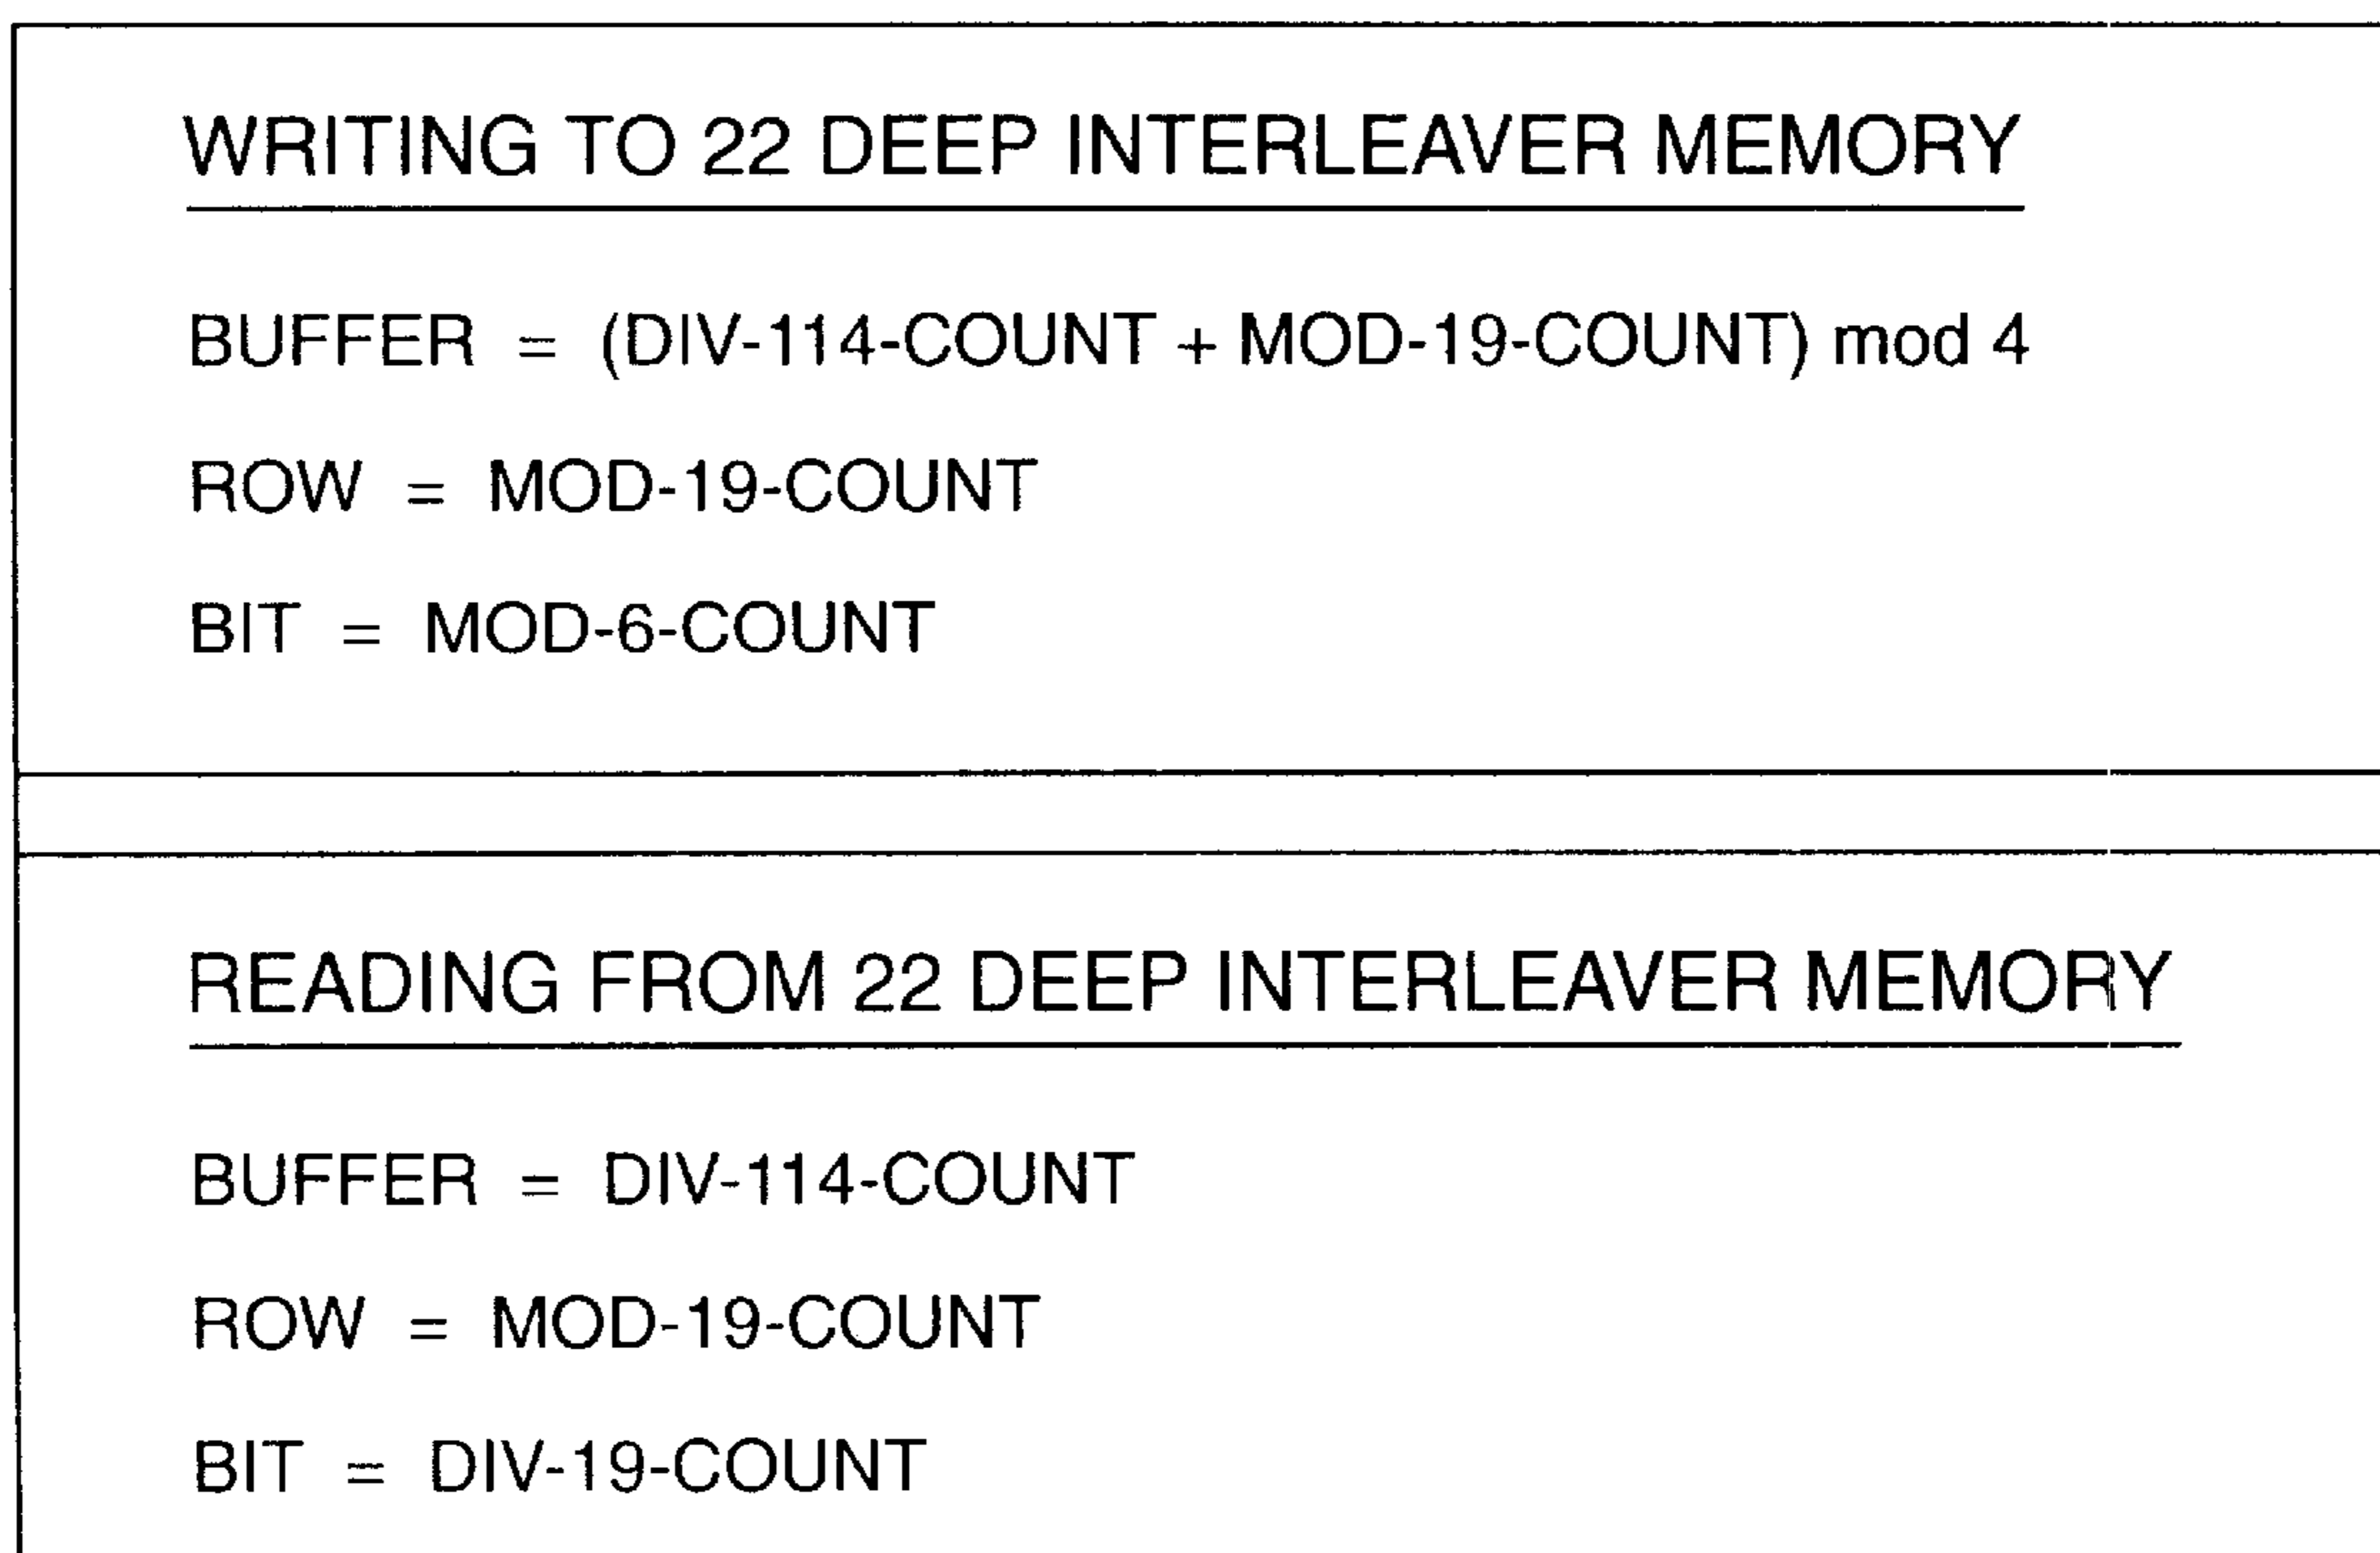 WRITING TO 22 DEEP INTERLEAVER MEMORY
BUFFER = (DIV-114-COUNT + MOD-19-COUNT) mod 4
ROW = MOD-19-COUNT
BIT = MOD-6-COUNT
READING FROM 22 DEEP INTERLEAVER MEMORY
BUFFER = DIV-114-COUNT
ROW = MOD-19-COUNT
BIT = DIV-19-COUNT